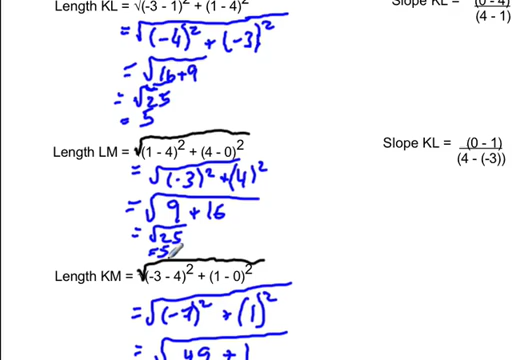 Length KL = √(-3 - 1)² + (1 - 4)²
= √(-4)² + (-3)²
= √16+9
= √25
= 5
Length LM = √(1 - 4)² + (4 - 0)²
= √(-3)² + (4)²
= √9 + 16
= √25
= 5
Length KM = √(-3 - 4)² + (1 - 0)²
= √(-7)² + (1)²
= √49 + 1
Slope KL = (0 - 4)
(4 - 1)
Slope KL = (0 - 1)
(4 - (-3))